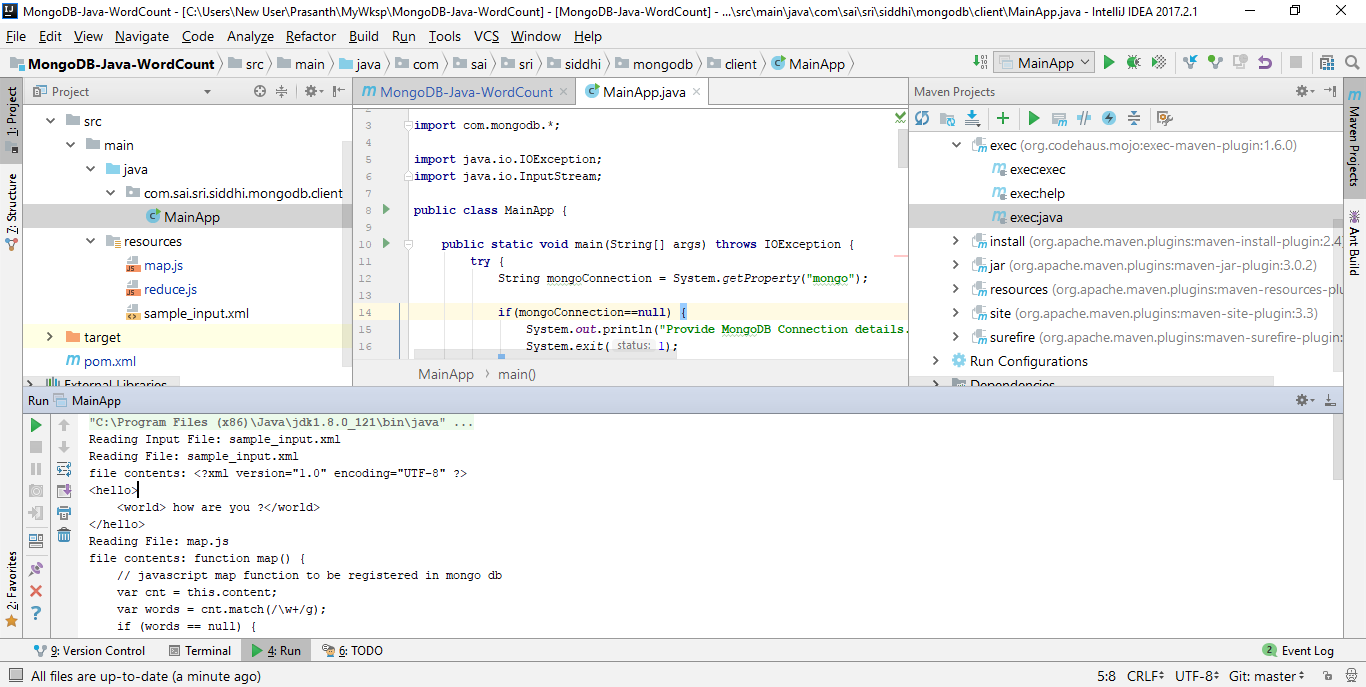 MongoDB-Java-WordCount - [C:\Users\New User\Prasanth\MyWksp\MongoDB-Java-WordCount] - [MongoDB-Java-WordCount] - ...\src\main\java\com\sai\sri\siddhi\mongodb\client\MainApp.java - IntelliJ IDEA 2017.2.1
File Edit View Navigate Code Analyze Refactor Build Run Tools VCS Window Help
MongoDB-Java-WordCount src main java com sai sri siddhi mongodb client MainApp MainApp
1: Project
7: Structure
2: Favorites
Project
src
main
java
com.sai.sri.siddhi.mongodb.client
MainApp
resources
map.js
reduce.js
sample_input.xml
target
pom.xml
External Libraries
MongoDB-Java-WordCount MainApp.java
3 import com.mongodb.*;
4
5 import java.io.IOException;
6 import java.io.InputStream;
7
8 public class MainApp {
9
10 public static void main(String[] args) throws IOException {
11 try {
12 String mongoConnection = System.getProperty("mongo");
13
14 if(mongoConnection==null) {
15 System.out.println("Provide MongoDB Connection details.
16 System.exit( status: 1);
MainApp > main()
Maven Projects
exec (org.codehaus.mojo:exec-maven-plugin:1.6.0)
exec:exec
exec:help
exec:java
install (org.apache.maven.plugins:maven-install-plugin:2.4
jar (org.apache.maven.plugins:maven-jar-plugin:3.0.2)
resources (org.apache.maven.plugins:maven-resources-plu
site (org.apache.maven.plugins:maven-site-plugin:3.3)
surefire (org.apache.maven.plugins:maven-surefire-plugin:
Run Configurations
Dependencies
Maven Projects
Ant Build
Run MainApp
"C:\Program Files (x86)\Java\jdk1.8.0_121\bin\java" ...
Reading Input File: sample_input.xml
Reading File: sample_input.xml
file contents: <?xml version="1.0" encoding="UTF-8" ?>
<hello>
<world> how are you ?</world>
</hello>
Reading File: map.js
file contents: function map() {
// javascript map function to be registered in mongo db
var cnt = this.content;
var words = cnt.match(/\w+/g);
if (words == null) {
9: Version Control Terminal 4: Run 6: TODO 2 Event Log
All files are up-to-date (a minute ago) 5:8 CRLF UTF-8 Git: master